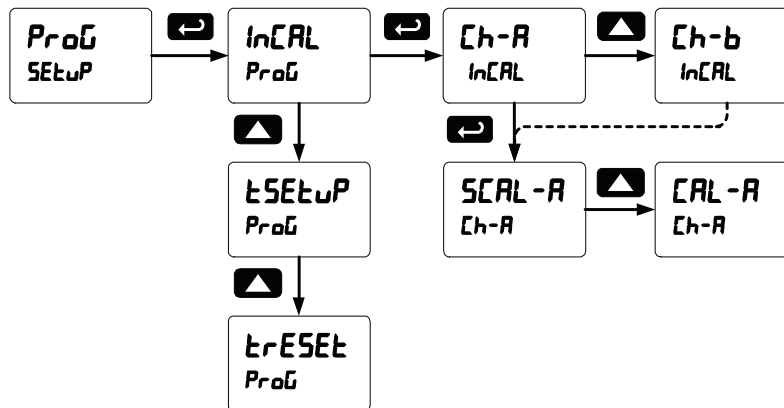 ProG
SEtuP
InCAL
ProG
Ch-A
InCAL
Ch-b
InCAL
tSEtuP
ProG
SCAL-A
Ch-A
CAL-A
Ch-A
trESEt
ProG